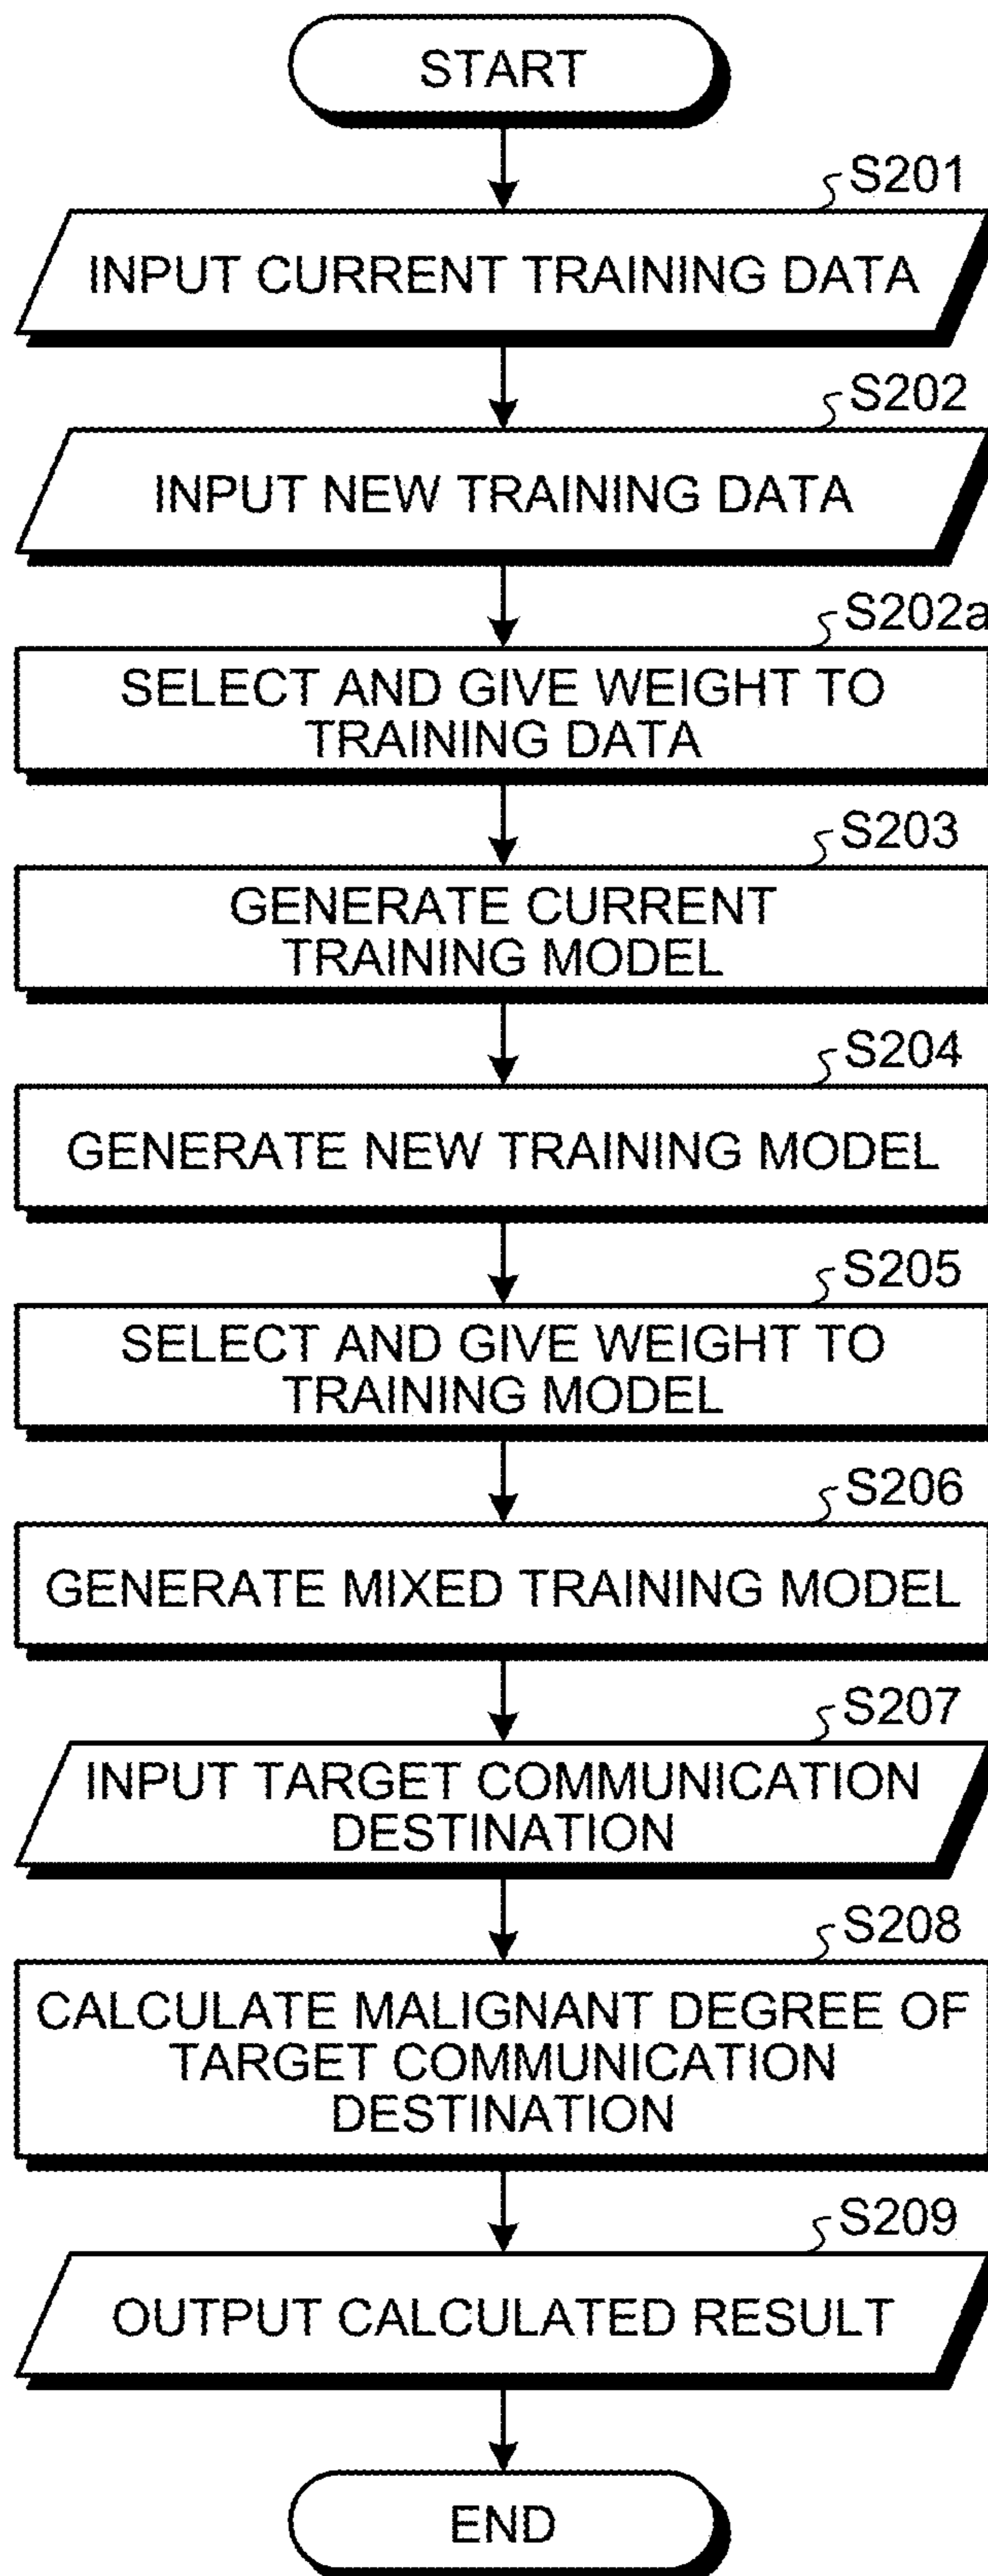 START
S201
INPUT CURRENT TRAINING DATA
S202
INPUT NEW TRAINING DATA
S202a
SELECT AND GIVE WEIGHT TO
TRAINING DATA
S203
GENERATE CURRENT
TRAINING MODEL
S204
GENERATE NEW TRAINING MODEL
S205
SELECT AND GIVE WEIGHT TO
TRAINING MODEL
S206
GENERATE MIXED TRAINING MODEL
S207
INPUT TARGET COMMUNICATION
DESTINATION
S208
CALCULATE MALIGNANT DEGREE OF
TARGET COMMUNICATION
DESTINATION
S209
OUTPUT CALCULATED RESULT
END